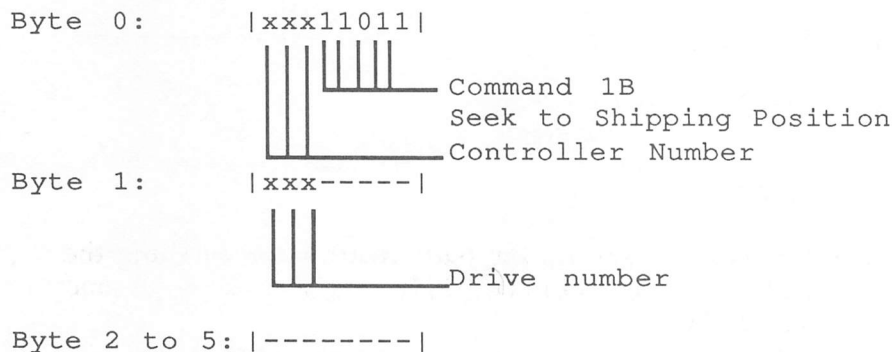 Byte 0: |xxx11011|
Command 1B
Seek to Shipping Position
Controller Number
Byte 1: |xxx-----|
Drive number
Byte 2 to 5: |--------|